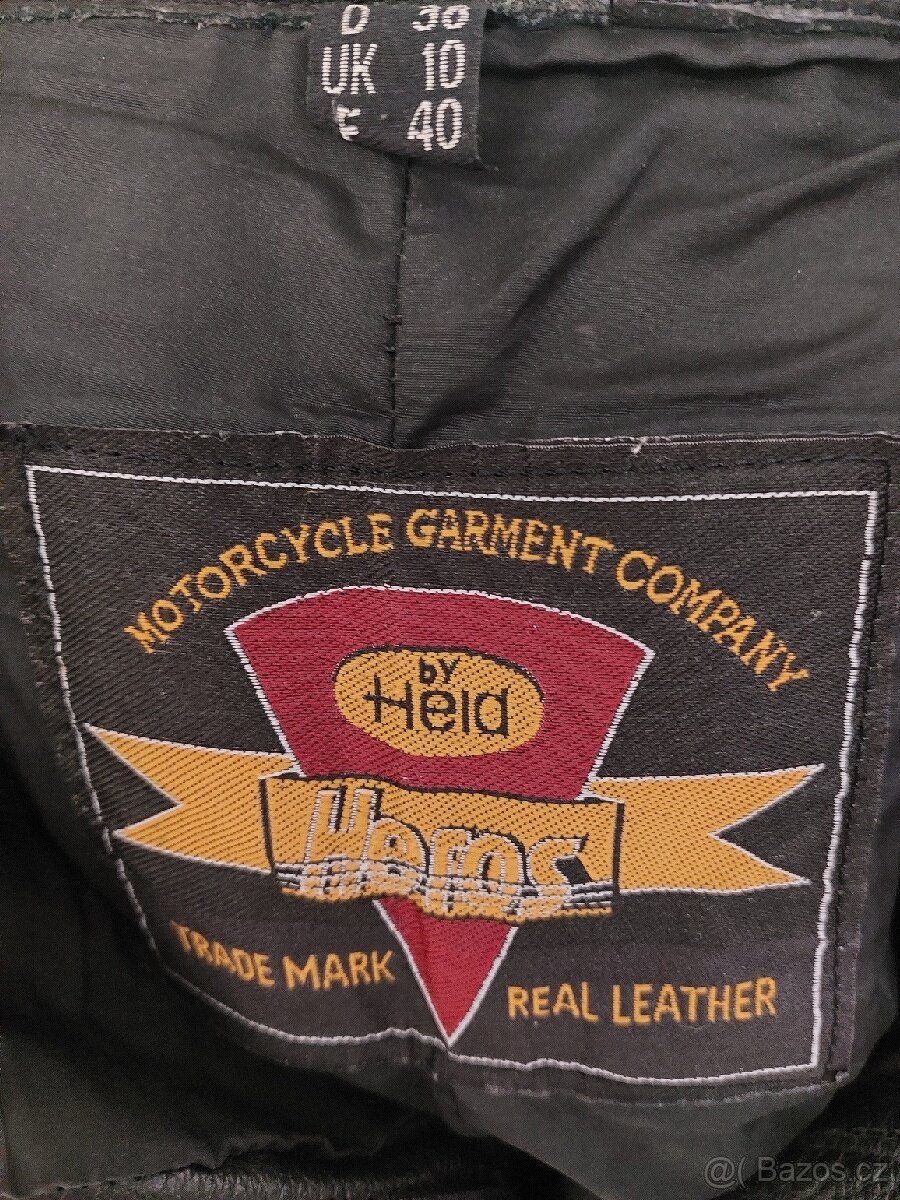 D 38
UK 10
F 40
MOTORCYCLE GARMENT COMPANY
by
Held
Heros
TRADE MARK
REAL LEATHER
@( Bazos.cz